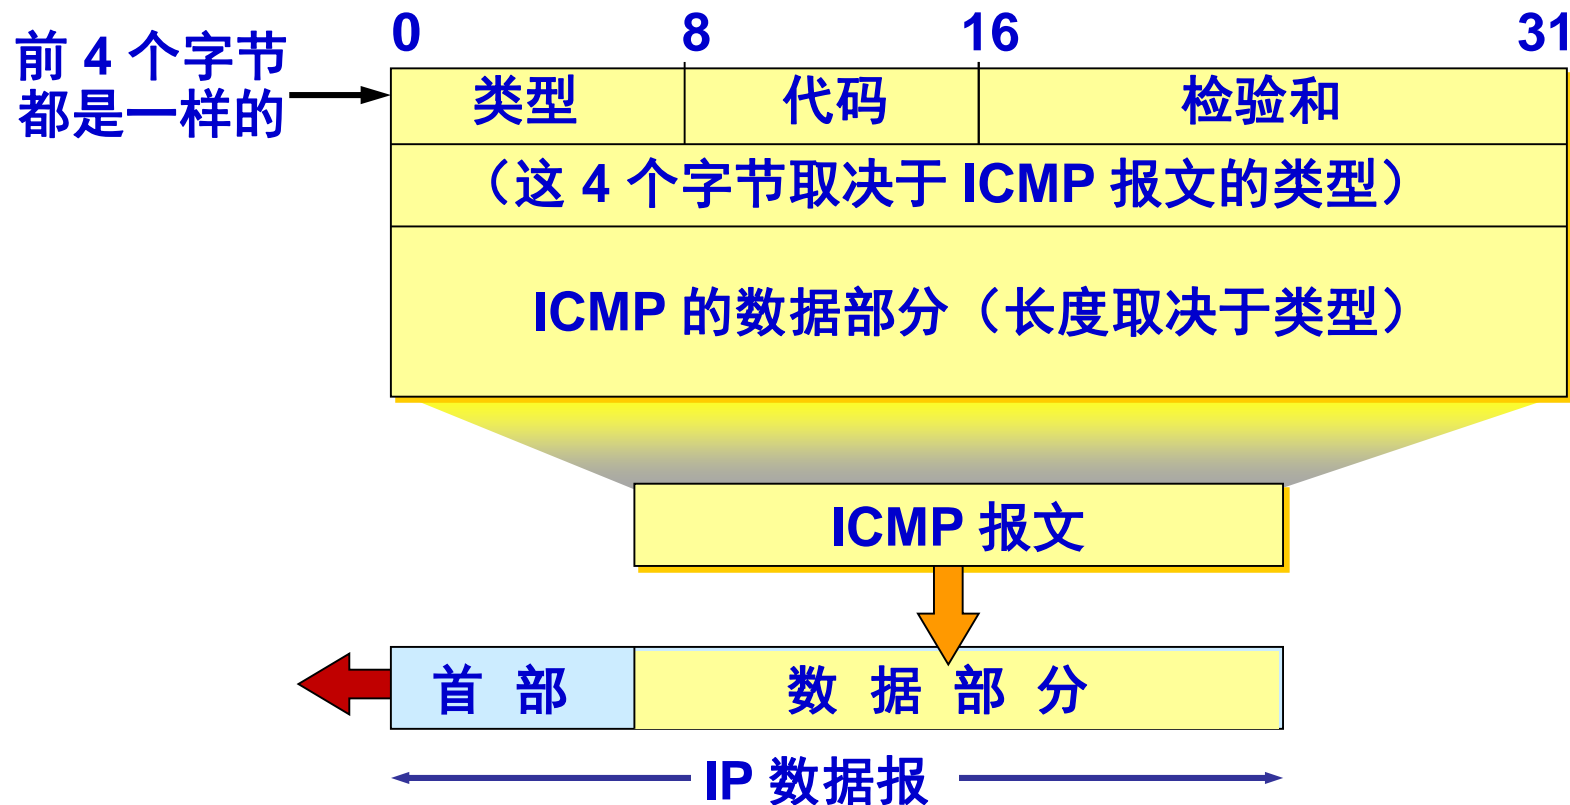 0 8 16 31
前 4 个字节
都是一样的
类型 代码 检验和
（这 4 个字节取决于 ICMP 报文的类型）
ICMP 的数据部分（长度取决于类型）
ICMP 报文
首 部 数 据 部 分
IP 数据报